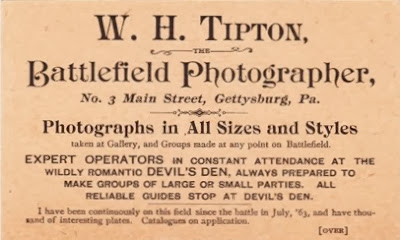 W. H. TIPTON,
THE
Battlefield Photographer,
No. 3 Main Street, Gettysburg, Pa.
Photographs in All Sizes and Styles
taken at Gallery, and Groups made at any point on Battlefield.
EXPERT OPERATORS IN CONSTANT ATTENDANCE AT THE
WILDLY ROMANTIC DEVIL'S DEN, ALWAYS PREPARED TO
MAKE GROUPS OF LARGE OR SMALL PARTIES. ALL
RELIABLE GUIDES STOP AT DEVIL'S DEN.
I have been continuously on this field since the battle in July, '63, and have thou-
sand of interesting plates. Catalogues on application.
[OVER]